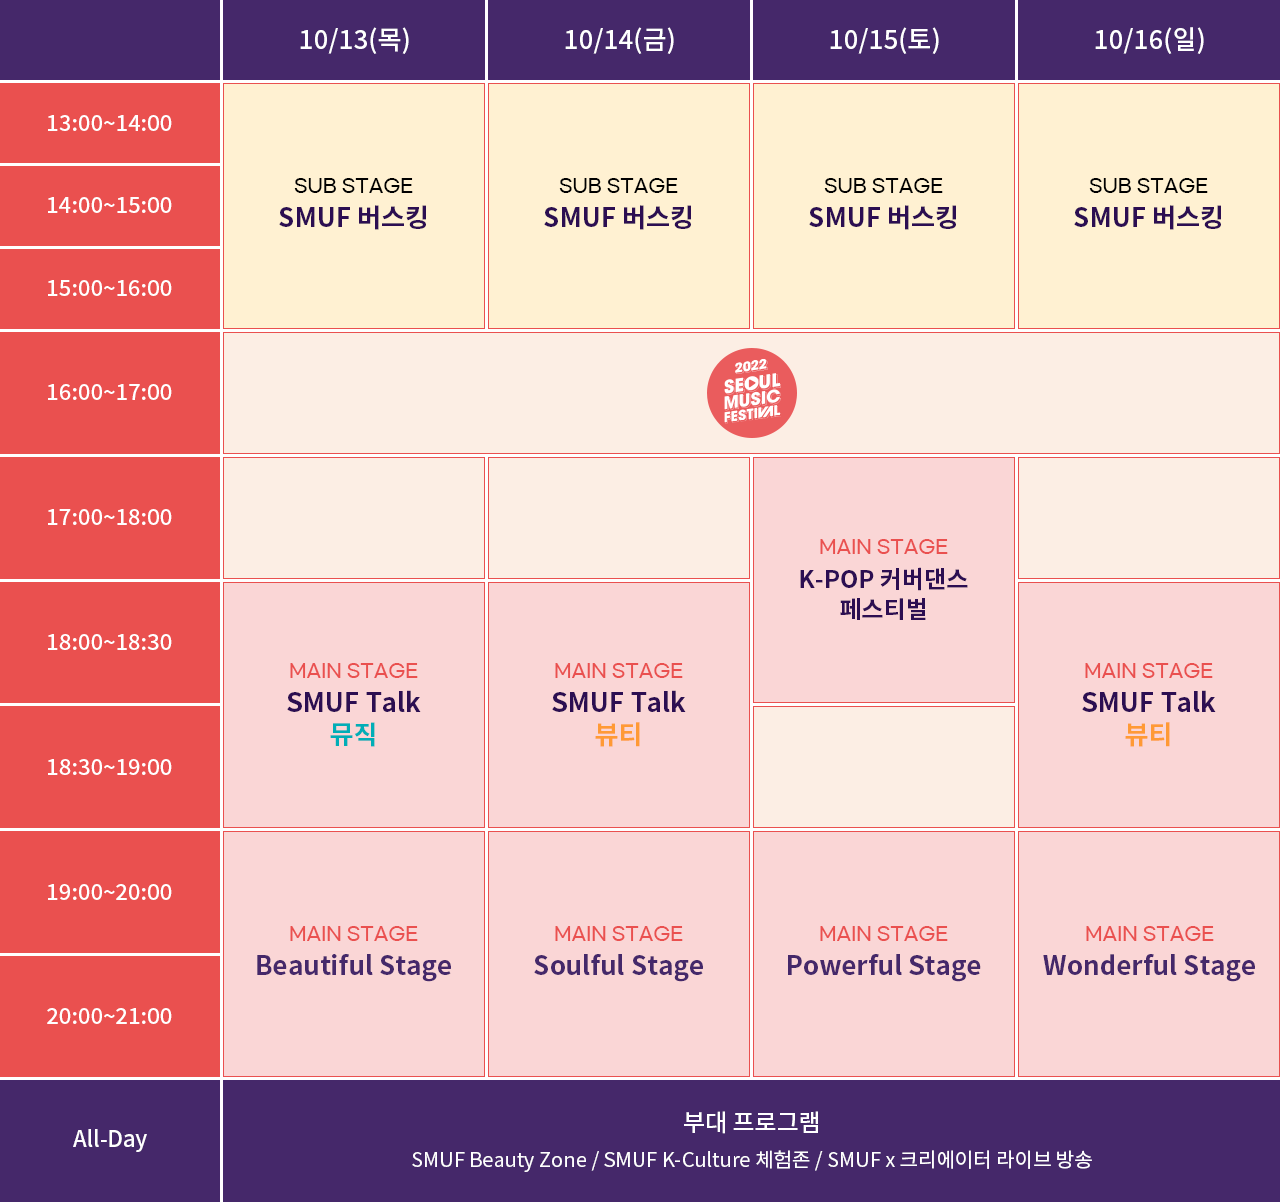 10/13(목) 10/14(금) 10/15(토) 10/16(일)
13:00~14:00
14:00~15:00
15:00~16:00
SUB STAGE
SMUF 버스킹
SUB STAGE
SMUF 버스킹
SUB STAGE
SMUF 버스킹
SUB STAGE
SMUF 버스킹
16:00~17:00
2022
SEOUL
MUSIC
FESTIVAL
17:00~18:00
18:00~18:30
18:30~19:00
MAIN STAGE
SMUF Talk
뮤직
MAIN STAGE
SMUF Talk
뷰티
MAIN STAGE
K-POP 커버댄스
페스티벌
MAIN STAGE
SMUF Talk
뷰티
19:00~20:00
20:00~21:00
MAIN STAGE
Beautiful Stage
MAIN STAGE
Soulful Stage
MAIN STAGE
Powerful Stage
MAIN STAGE
Wonderful Stage
All-Day
부대 프로그램
SMUF Beauty Zone / SMUF K-Culture 체험존 / SMUF x 크리에이터 라이브 방송